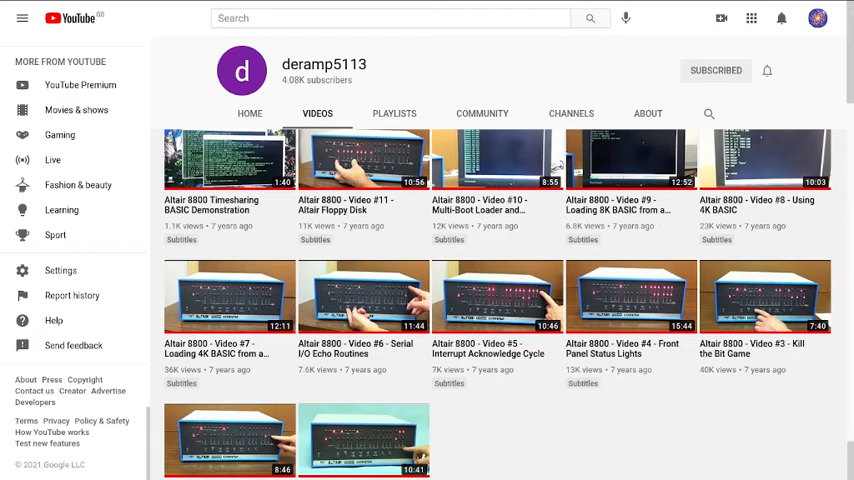 YouTube GB
Search
MORE FROM YOUTUBE
YouTube Premium
Movies & shows
Gaming
Live
Fashion & beauty
Learning
Sport
Settings
Report history
Help
Send feedback
About Press Copyright
Contact us Creator Advertise
Developers
Terms Privacy Policy & Safety
How YouTube works
Test new features
© 2021 Google LLC
d
deramp5113
4.08K subscribers
SUBSCRIBED
HOME VIDEOS PLAYLISTS COMMUNITY CHANNELS ABOUT
1:40
Altair 8800 Timesharing
BASIC Demonstration
1.1K views • 7 years ago
Subtitles
10:56
Altair 8800 - Video #11 -
Altair Floppy Disk
11K views • 7 years ago
Subtitles
8:55
Altair 8800 - Video #10 -
Multi-Boot Loader and...
12K views • 7 years ago
Subtitles
12:52
Altair 8800 - Video #9 -
Loading 8K BASIC from a...
6.8K views • 7 years ago
Subtitles
10:03
Altair 8800 - Video #8 - Using
4K BASIC
23K views • 7 years ago
Subtitles
12:11
Altair 8800 - Video #7 -
Loading 4K BASIC from a...
36K views • 7 years ago
Subtitles
11:44
Altair 8800 - Video #6 - Serial
I/O Echo Routines
7.6K views • 7 years ago
10:46
Altair 8800 - Video #5 -
Interrupt Acknowledge Cycle
7K views • 7 years ago
15:44
Altair 8800 - Video #4 - Front
Panel Status Lights
13K views • 7 years ago
Subtitles
7:40
Altair 8800 - Video #3 - Kill
the Bit Game
40K views • 7 years ago
8:46
10:41